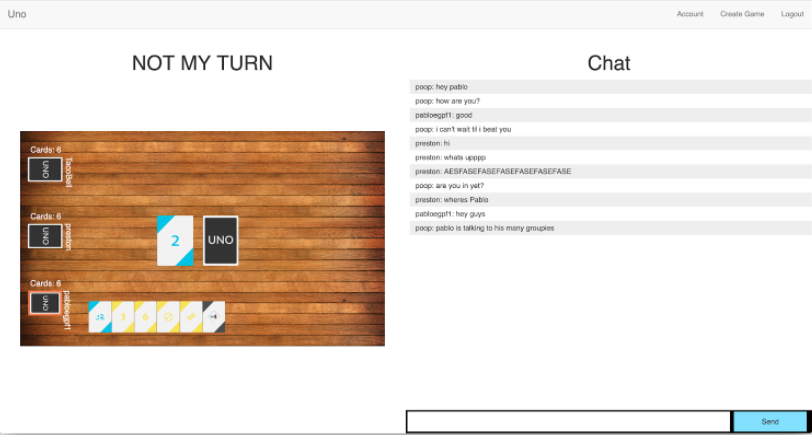 Uno
Account Create Game Logout
NOT MY TURN
Cards: 6
UNO
TacoBell
Cards: 6
UNO
preston
Cards: 6
UNO
pabloegpf1
2
UNO
3
6
+4
Chat
poop: hey pablo
poop: how are you?
pabloegpf1: good
poop: i can't wait til i beat you
preston: hi
preston: whats upppp
preston: AESFASEFASEFASEFASEFASEFASE
poop: are you in yet?
preston: wheres Pablo
pabloegpf1: hey guys
poop: pablo is talking to his many groupies
Send